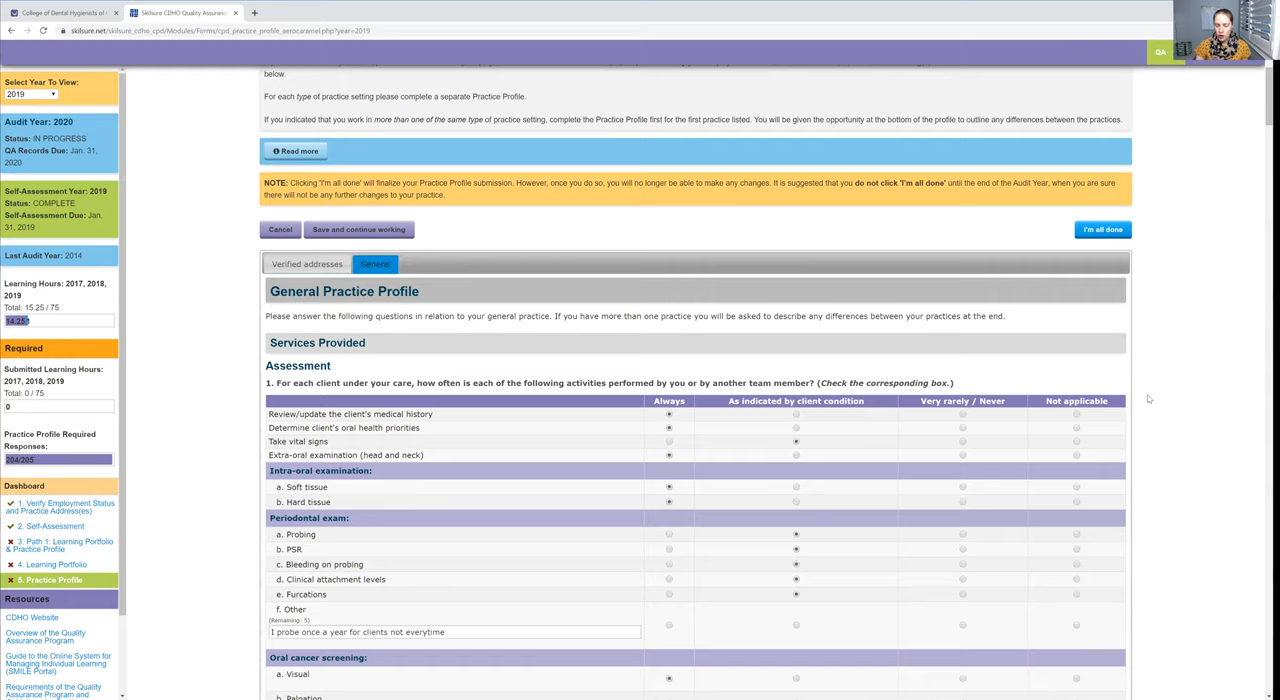 College of Dental Hygienists of
Skilsure CDHO Quality Assurance
skilsure.net/skilsure_cdho_cpd/Modules/Forms/cpd_practice_profile_aerocaramel.php?year=2019
QA
Select Year To View:
2019
Audit Year: 2020
Status: IN PROGRESS
QA Records Due: Jan. 31,
2020
Self-Assessment Year: 2019
Status: COMPLETE
Self-Assessment Due: Jan.
31, 2019
Last Audit Year: 2014
Learning Hours: 2017, 2018,
2019
Total: 15.25 / 75
14.25
Required
Submitted Learning Hours:
2017, 2018, 2019
Total: 0 / 75
0
Practice Profile Required
Responses:
204/205
Dashboard
1. Verify Employment Status
and Practice Address(es)
2. Self-Assessment
3. Path 1: Learning Portfolio
& Practice Profile
4. Learning Portfolio
5. Practice Profile
Resources
CDHO Website
Overview of the Quality
Assurance Program
Guide to the Online System for
Managing Individual Learning
(SMILE Portal)
Requirements of the Quality
Assurance Program and
below.
For each type of practice setting please complete a separate Practice Profile.
If you indicated that you work in more than one of the same type of practice setting, complete the Practice Profile first for the first practice listed. You will be given the opportunity at the bottom of the profile to outline any differences between the practices.
Read more
NOTE: Clicking 'I'm all done' will finalize your Practice Profile submission. However, once you do so, you will no longer be able to make any changes. It is suggested that you do not click 'I'm all done' until the end of the Audit Year, when you are sure
there will not be any further changes to your practice.
Cancel Save and continue working I'm all done
Verified addresses General
General Practice Profile
Please answer the following questions in relation to your general practice. If you have more than one practice you will be asked to describe any differences between your practices at the end.
Services Provided
Assessment
1. For each client under your care, how often is each of the following activities performed by you or by another team member? (Check the corresponding box.)
Always As indicated by client condition Very rarely / Never Not applicable
Review/update the client's medical history
Determine client's oral health priorities
Take vital signs
Extra-oral examination (head and neck)
Intra-oral examination:
a. Soft tissue
b. Hard tissue
Periodontal exam:
a. Probing
b. PSR
c. Bleeding on probing
d. Clinical attachment levels
e. Furcations
f. Other
(Remaining: 5)
I probe once a year for clients not everytime
Oral cancer screening:
a. Visual
b. Palpation